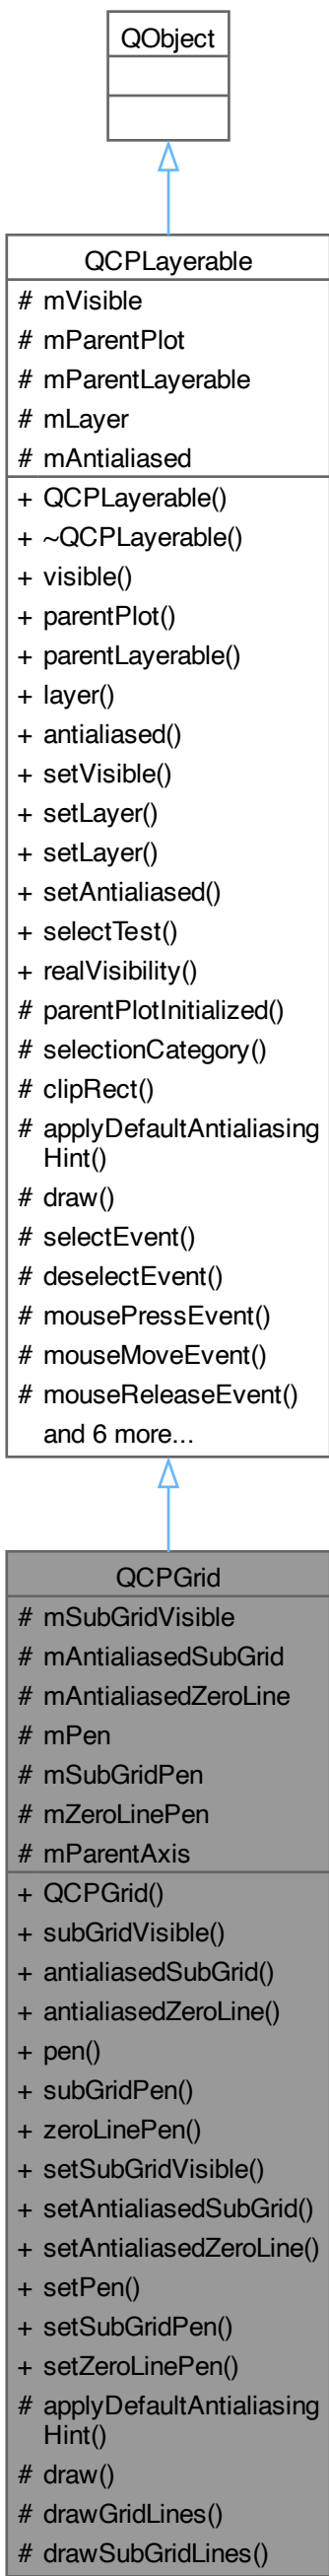 QObject
QCPLayerable
# mVisible
# mParentPlot
# mParentLayerable
# mLayer
# mAntialiased
+ QCPLayerable()
+ ~QCPLayerable()
+ visible()
+ parentPlot()
+ parentLayerable()
+ layer()
+ antialiased()
+ setVisible()
+ setLayer()
+ setLayer()
+ setAntialiased()
+ selectTest()
+ realVisibility()
# parentPlotInitialized()
# selectionCategory()
# clipRect()
# applyDefaultAntialiasing
Hint()
# draw()
# selectEvent()
# deselectEvent()
# mousePressEvent()
# mouseMoveEvent()
# mouseReleaseEvent()
and 6 more...
QCPGrid
# mSubGridVisible
# mAntialiasedSubGrid
# mAntialiasedZeroLine
# mPen
# mSubGridPen
# mZeroLinePen
# mParentAxis
+ QCPGrid()
+ subGridVisible()
+ antialiasedSubGrid()
+ antialiasedZeroLine()
+ pen()
+ subGridPen()
+ zeroLinePen()
+ setSubGridVisible()
+ setAntialiasedSubGrid()
+ setAntialiasedZeroLine()
+ setPen()
+ setSubGridPen()
+ setZeroLinePen()
# applyDefaultAntialiasing
Hint()
# draw()
# drawGridLines()
# drawSubGridLines()